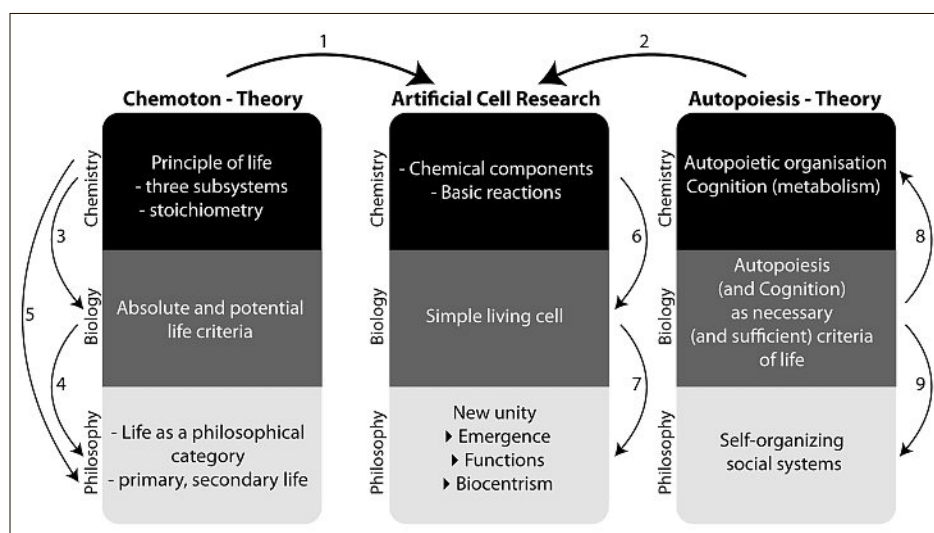 1
2
Chemoton - Theory
Artificial Cell Research
Autopoiesis - Theory
Chemistry
Principle of life
- three subsystems
- stoichiometry
Chemistry
- Chemical components
- Basic reactions
Chemistry
Autopoietic organisation
Cognition (metabolism)
3
6
8
5
Biology
Absolute and potential
life criteria
Biology
Simple living cell
Biology
Autopoiesis
(and Cognition)
as necessary
(and sufficient) criteria
of life
4
7
9
Philosophy
- Life as a philosophical
category
- primary, secondary life
Philosophy
New unity
Emergence
Functions
Biocentrism
Philosophy
Self-organizing
social systems